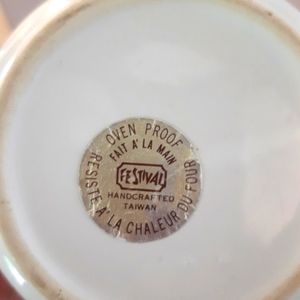 OVEN PROOF
FAIT A' LA MAIN
FESTIVAL
HANDCRAFTED
TAIWAN
RESISTE A' LA CHALEUR DU FOUR